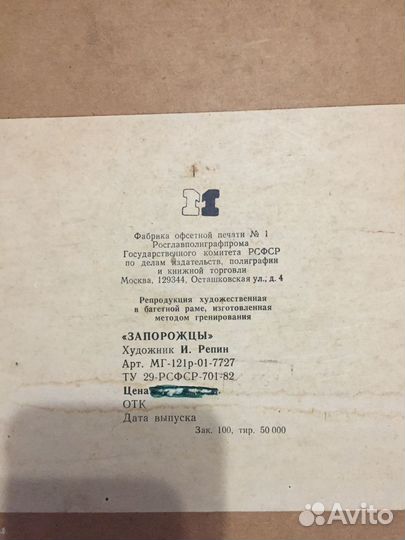 Фабрика офсетной печати № 1
Росглавполиграфпрома
Государственного комитета РСФСР
по делам издательств, полиграфии
и книжной торговли
Москва, 129344, Осташковская ул., д. 4
Репродукция художественная
в багетной раме, изготовленная
методом гренирования
«ЗАПОРОЖЦЫ»
Художник И. Репин
Арт. МГ-121р-01-7727
ТУ 29-РСФСР-701-82
Цена
ОТК
Дата выпуска
Зак. 100, тир. 50 000
Avito